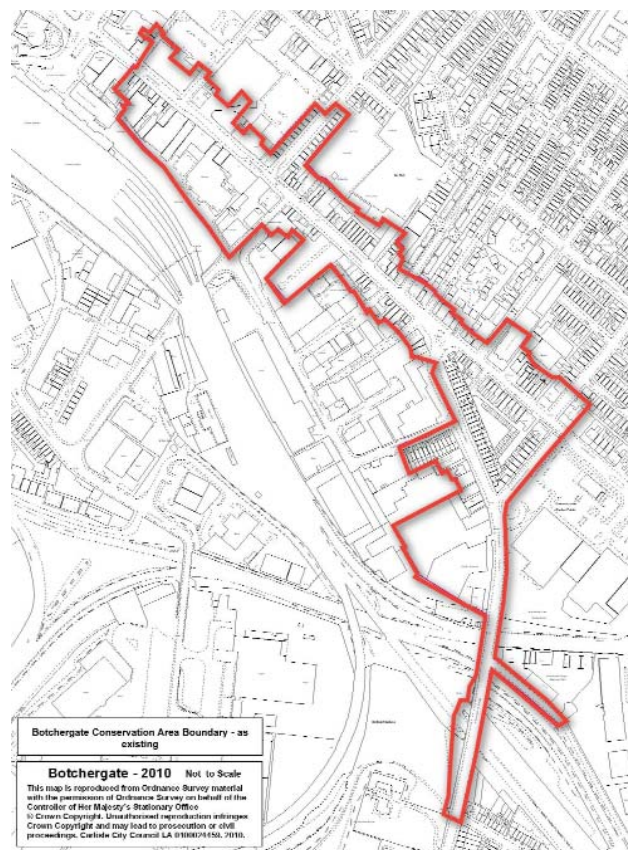 Botchergate Conservation Area Boundary - as
existing
Botchergate - 2010 Not to Scale
This map is reproduced from Ordnance Survey material
with the permission of Ordnance Survey on behalf of the
Controller of Her Majesty's Stationary Office
© Crown Copyright. Unauthorised reproduction infringes
Crown Copyright and may lead to prosecution or civil
proceedings. Carlisle City Council LA 0100024459, 2010.